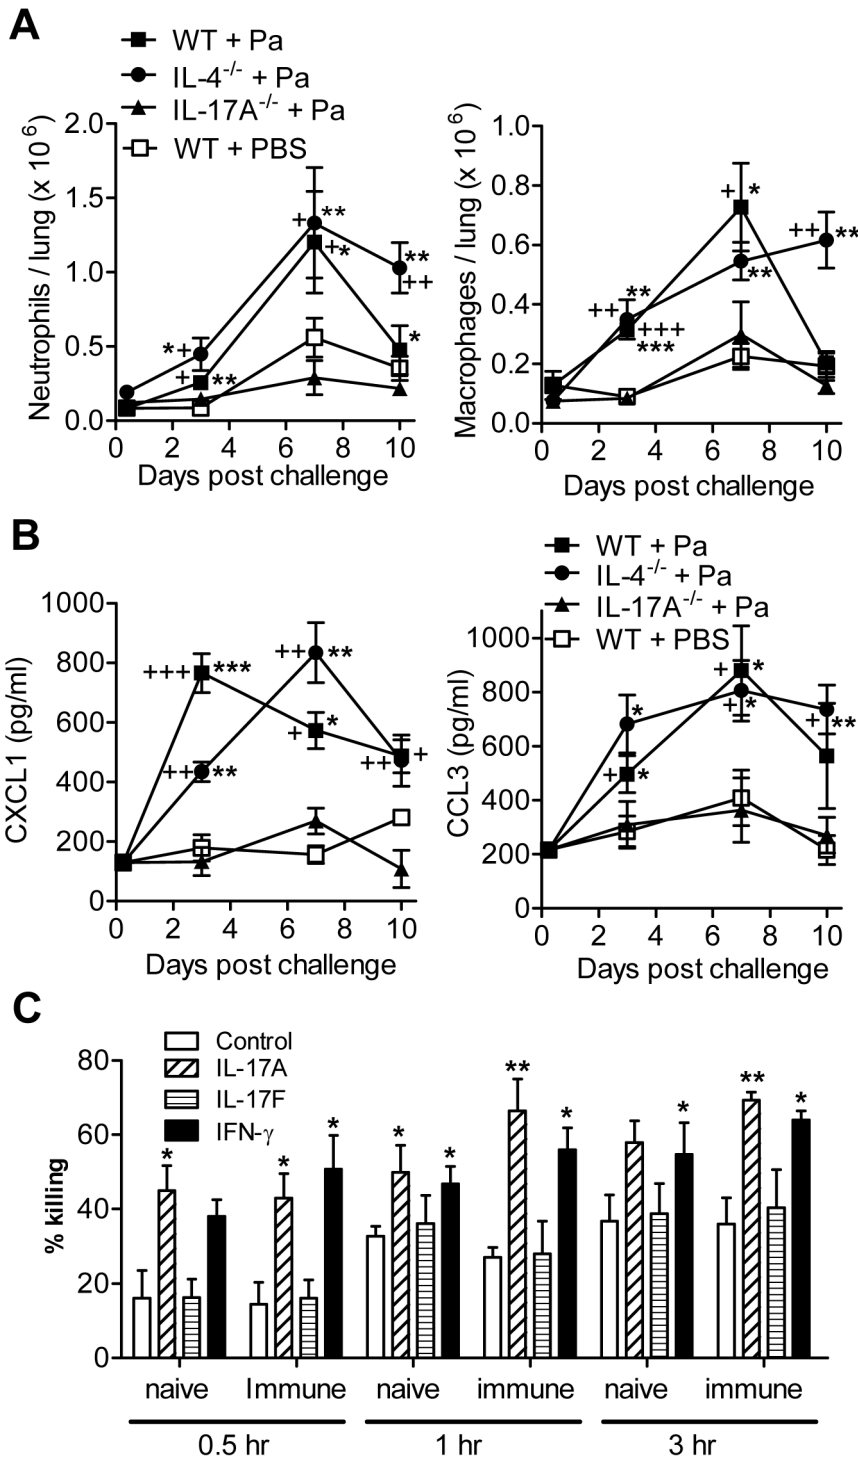 A
WT + Pa
IL-4-/- + Pa
IL-17A-/- + Pa
WT + PBS
Neutrophils / lung (x 10^6)
2.0
1.5
1.0
0.5
0.0
0 2 4 6 8 10
Days post challenge
*+
+ **
+ **
+*
**
++
*
Macrophages / lung (x 10^6)
1.0
0.8
0.6
0.4
0.2
0.0
0 2 4 6 8 10
Days post challenge
**
++
+++
***
+ *
**
++ **
B
CXCL1 (pg/ml)
1000
800
600
400
200
0
0 2 4 6 8 10
Days post challenge
+++ ***
++ **
++ **
+ *
++ +
WT + Pa
IL-4-/- + Pa
IL-17A-/- + Pa
WT + PBS
CCL3 (pg/ml)
1000
800
600
400
200
0
0 2 4 6 8 10
Days post challenge
*
+ *
+ *
+ *
+ **
C
Control
IL-17A
IL-17F
IFN-γ
% killing
80
60
40
20
0
* * * * * ** * * ** *
naive Immune naive immune naive immune
0.5 hr 1 hr 3 hr